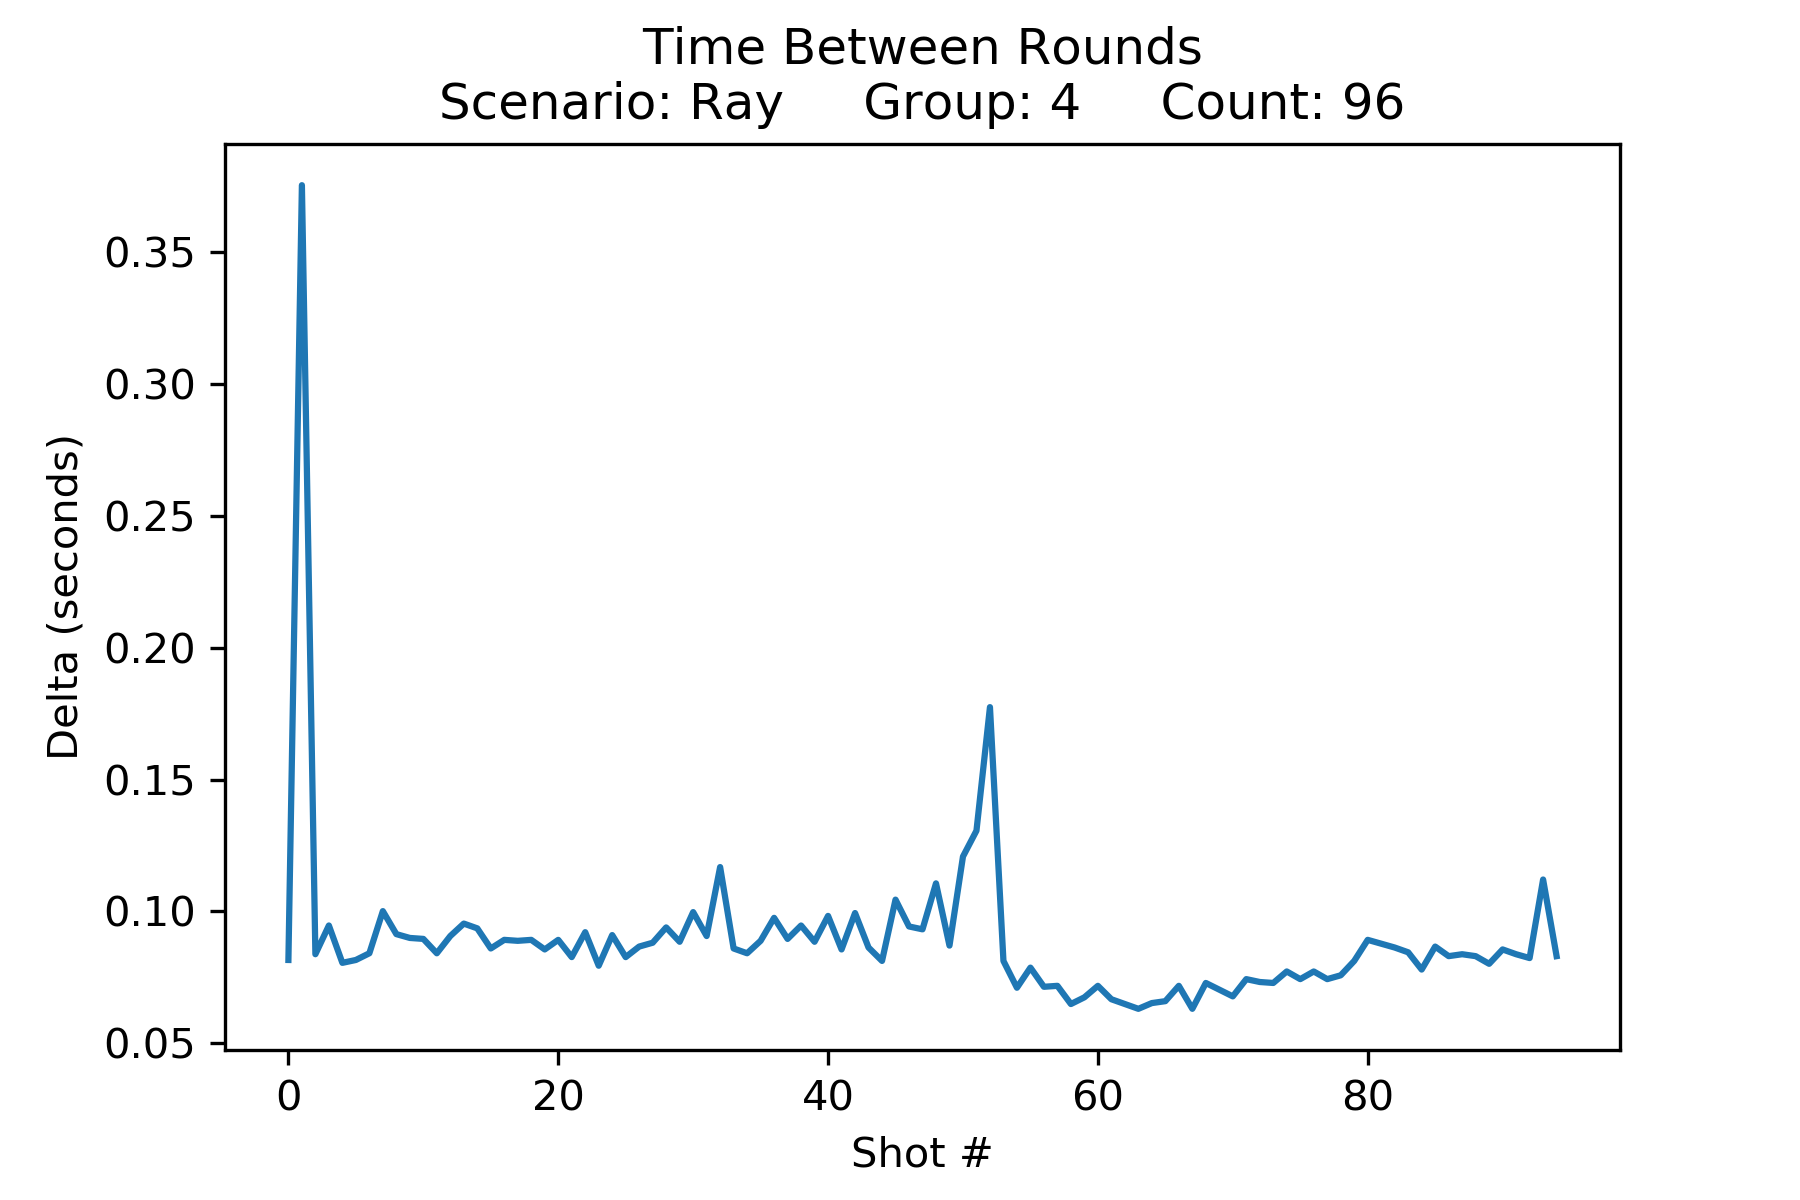 Time Between Rounds
Scenario: Ray     Group: 4     Count: 96
0.35
0.30
0.25
0.20
0.15
0.10
0.05
Delta (seconds)
0 20 40 60 80
Shot #